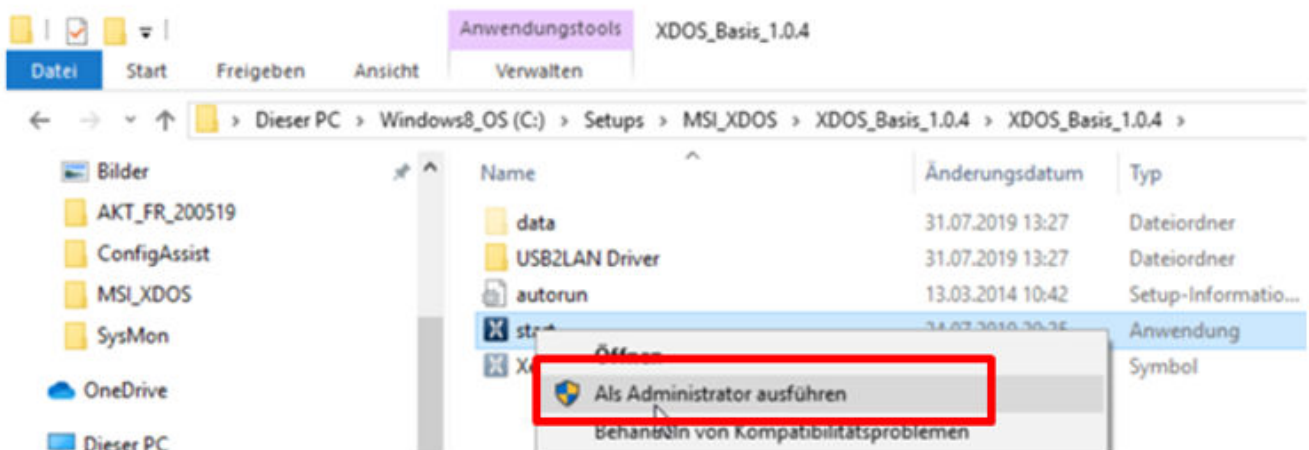 Anwendungstools XDOS_Basis_1.0.4
Datei Start Freigeben Ansicht Verwalten
Dieser PC > Windows8_OS (C:) > Setups > MSI_XDOS > XDOS_Basis_1.0.4 > XDOS_Basis_1.0.4 >
Bilder
AKT_FR_200519
ConfigAssist
MSI_XDOS
SysMon
OneDrive
Dieser PC
Name Änderungsdatum Typ
data 31.07.2019 13:27 Dateiordner
USB2LAN Driver 31.07.2019 13:27 Dateiordner
autorun 13.03.2014 10:42 Setup-Informatio...
start Anwendung
Symbol
Öffnen
Als Administrator ausführen
Behandeln von Kompatibilitätsproblemen